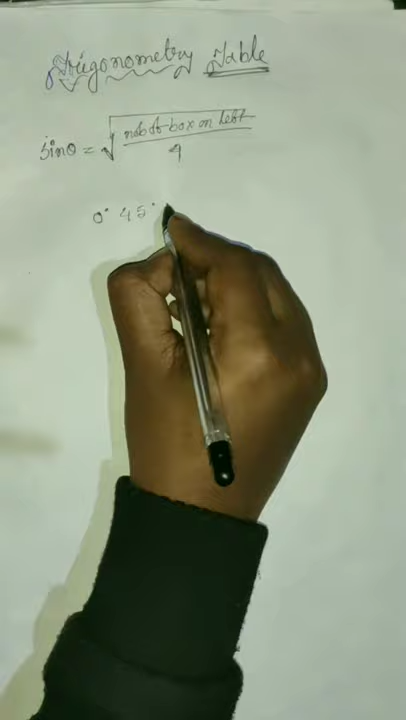 Trigonometry Table
sinθ = √no. of box on left
4
0° 45°